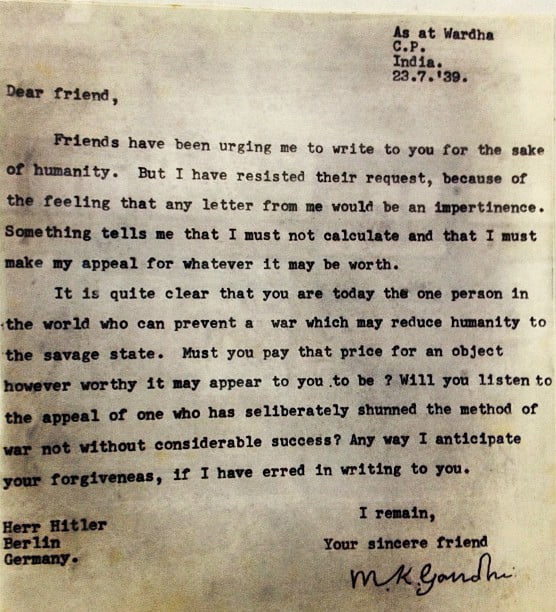 As at Wardha
C.P.
India.
23.7.'39.
Dear friend,
Friends have been urging me to write to you for the sake
of humanity. But I have resisted their request, because of
the feeling that any letter from me would be an impertinence.
Something tells me that I must not calculate and that I must
make my appeal for whatever it may be worth.
It is quite clear that you are today the one person in
the world who can prevent a war which may reduce humanity to
the savage state. Must you pay that price for an object
however worthy it may appear to you to be ? Will you listen to
the appeal of one who has seliberately shunned the method of
war not without considerable success? Any way I anticipate
your forgiveneas, if I have erred in writing to you.
I remain,
Herr Hitler
Berlin
Germany.
Your sincere friend
M.K.Gandhi